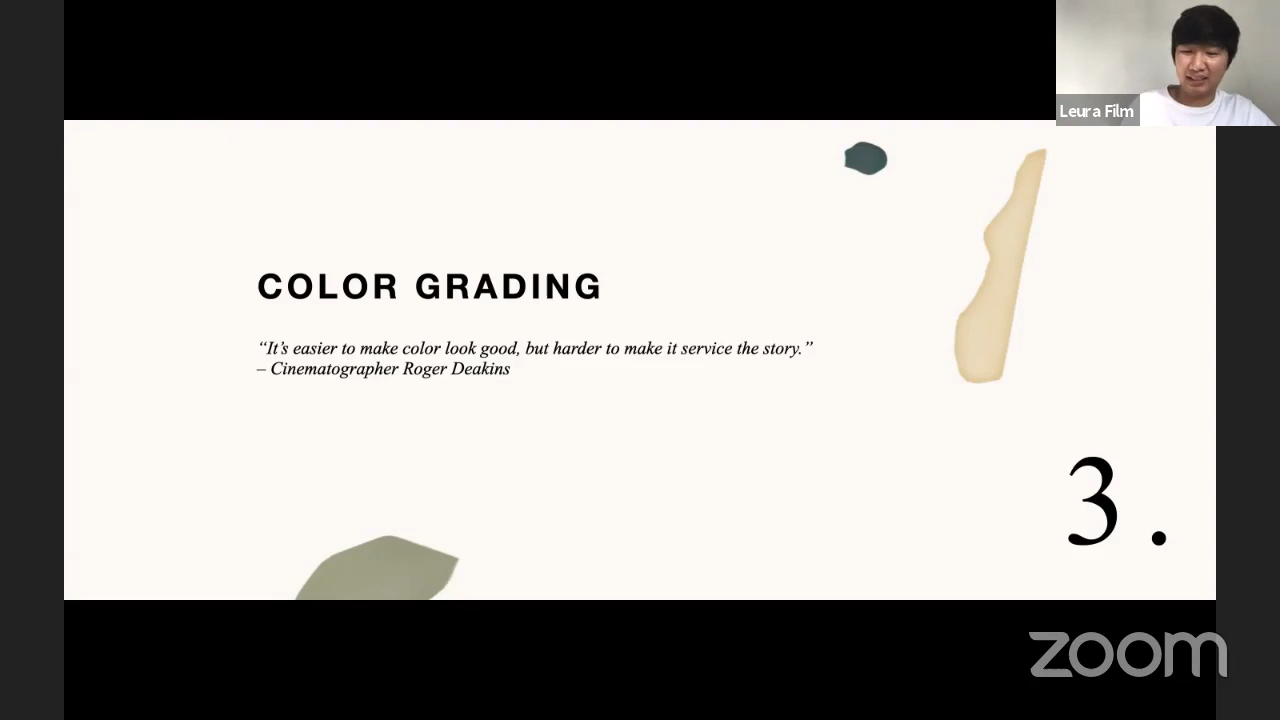 Leura Film
COLOR GRADING
“It’s easier to make color look good, but harder to make it service the story.”
– Cinematographer Roger Deakins
3.
zoom